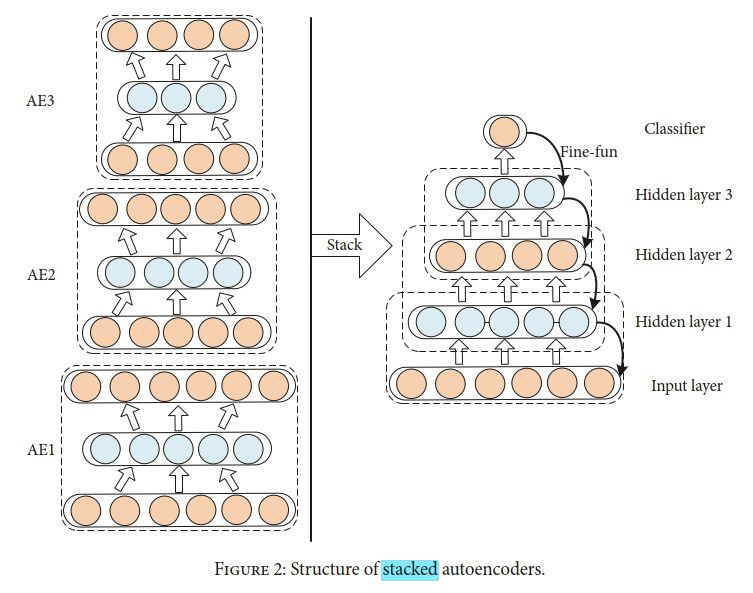 AE3
AE2
AE1
Stack
Fine-fun
Classifier
Hidden layer 3
Hidden layer 2
Hidden layer 1
Input layer
Figure 2: Structure of stacked autoencoders.